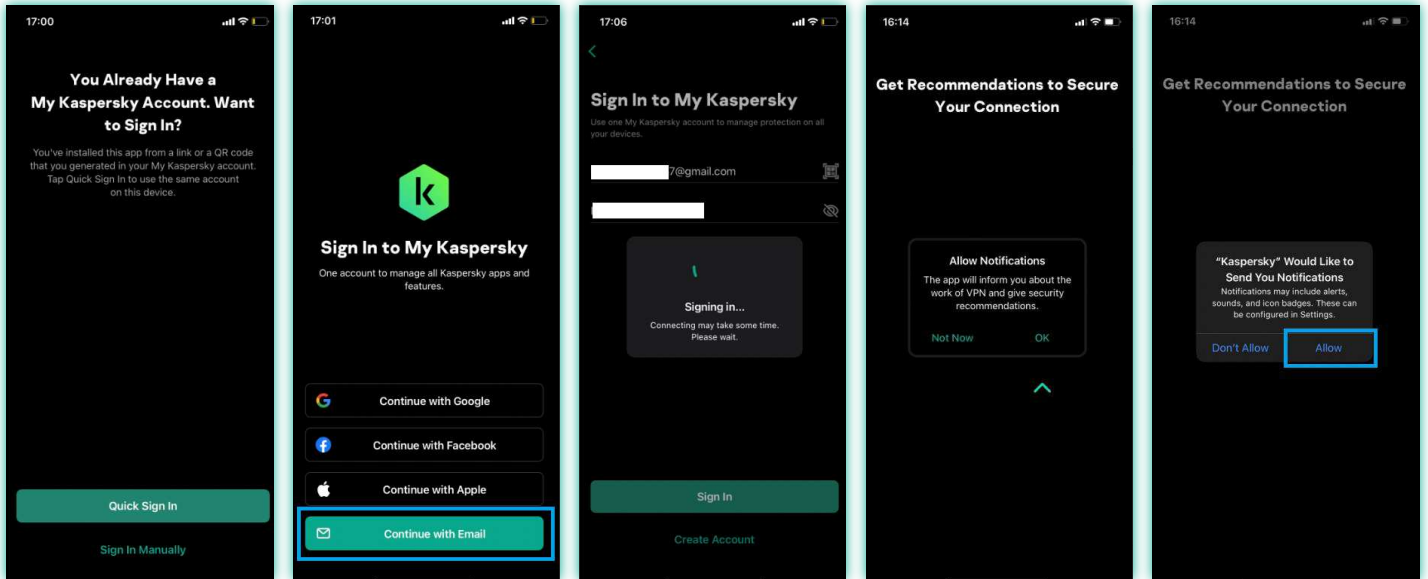 17:00
You Already Have a
My Kaspersky Account. Want
to Sign In?
You've installed this app from a link or a QR code
that you generated in your My Kaspersky account.
Tap Quick Sign In to use the same account
on this device.
Quick Sign In
Sign In Manually
17:01
k
Sign In to My Kaspersky
One account to manage all Kaspersky apps and
features.
Continue with Google
Continue with Facebook
Continue with Apple
Continue with Email
17:06
Sign In to My Kaspersky
Use one My Kaspersky account to manage protection on all
your devices.
7@gmail.com
Signing in...
Connecting may take some time.
Please wait.
Sign In
Create Account
16:14
Get Recommendations to Secure
Your Connection
Allow Notifications
The app will inform you about the
work of VPN and give security
recommendations.
Not Now OK
16:14
Get Recommendations to Secure
Your Connection
"Kaspersky" Would Like to
Send You Notifications
Notifications may include alerts,
sounds, and icon badges. These can
be configured in Settings.
Don't Allow Allow